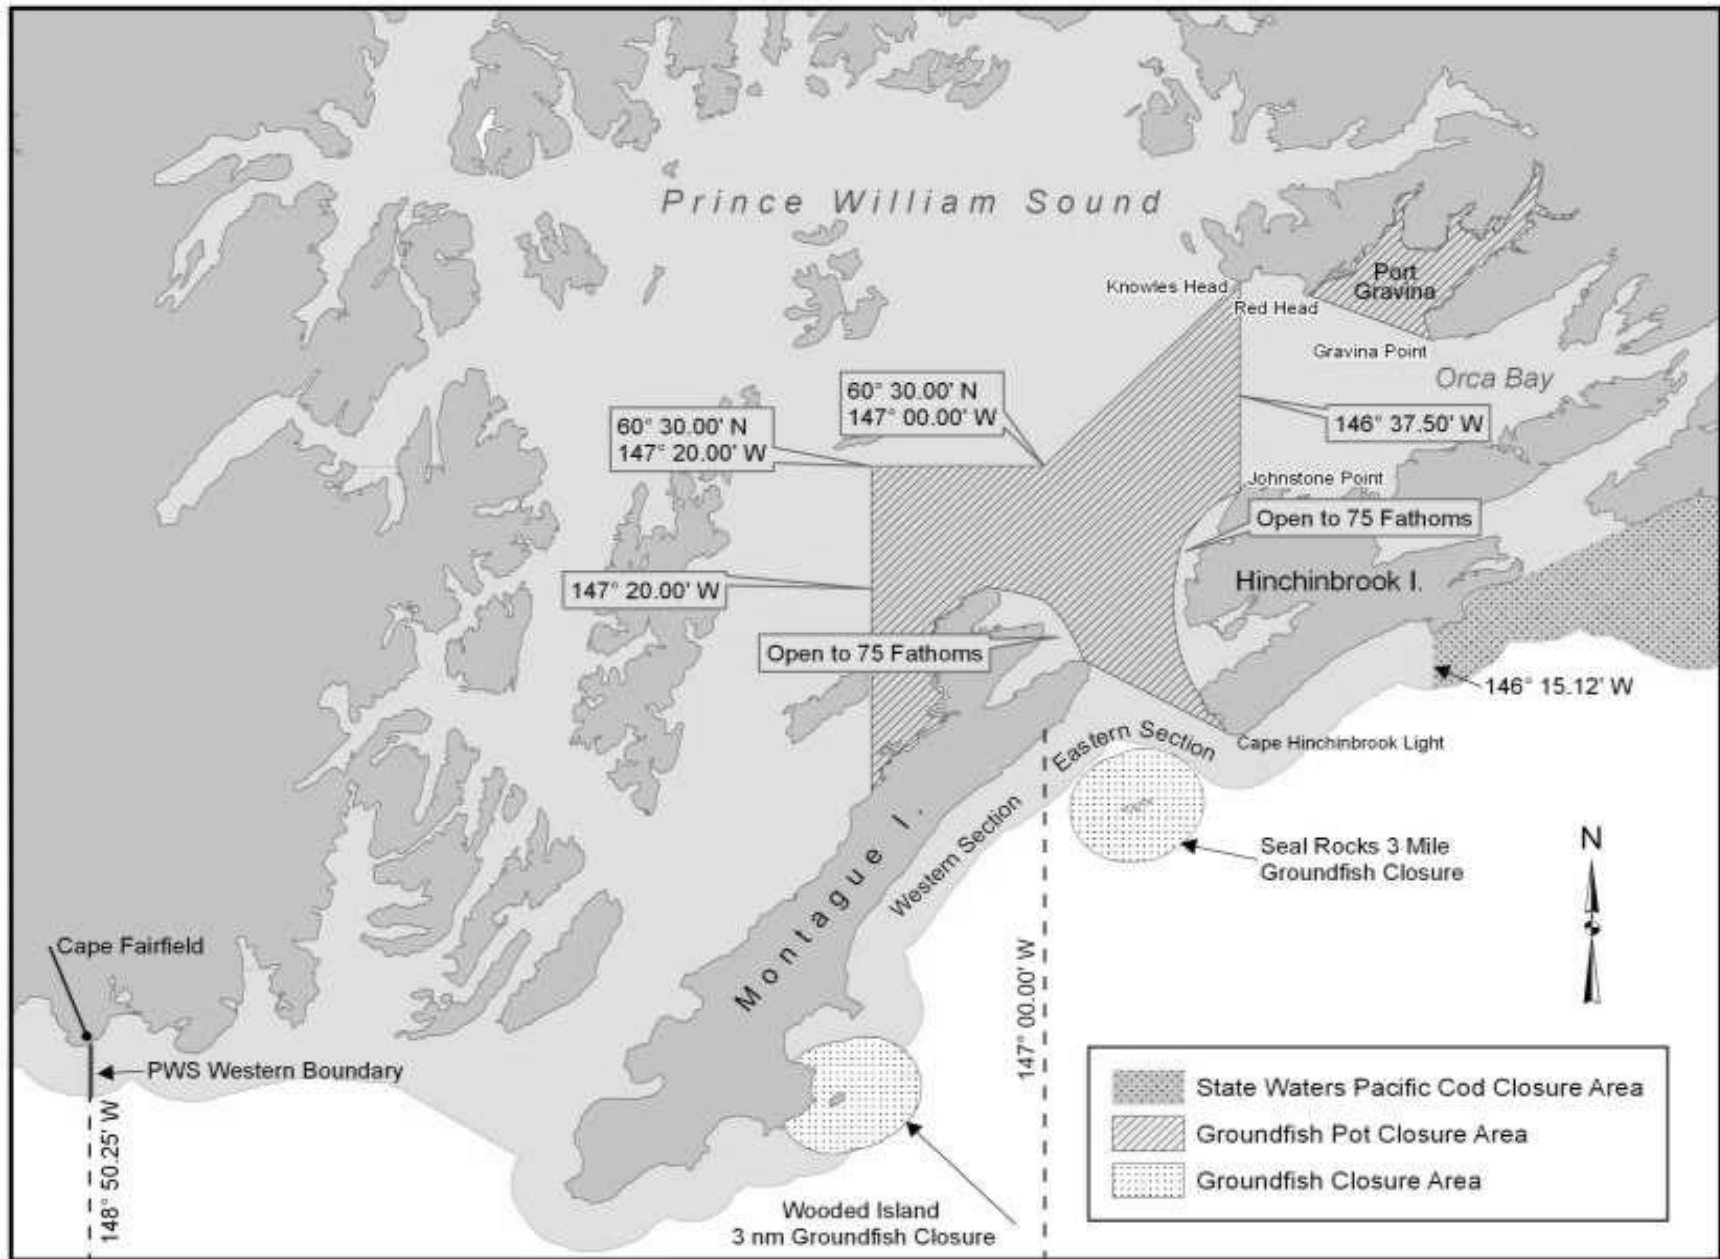 Prince William Sound
Knowles Head
Red Head
Port
Gravina
Gravina Point
Orca Bay
60° 30.00' N
147° 00.00' W
60° 30.00' N
147° 20.00' W
146° 37.50' W
Johnstone Point
Open to 75 Fathoms
147° 20.00' W
Hinchinbrook I.
Open to 75 Fathoms
146° 15.12' W
Eastern Section
Cape Hinchinbrook Light
Western Section
Montague I.
Seal Rocks 3 Mile
Groundfish Closure
N
Cape Fairfield
147° 00.00' W
PWS Western Boundary
148° 50.25' W
State Waters Pacific Cod Closure Area
Groundfish Pot Closure Area
Groundfish Closure Area
Wooded Island
3 nm Groundfish Closure